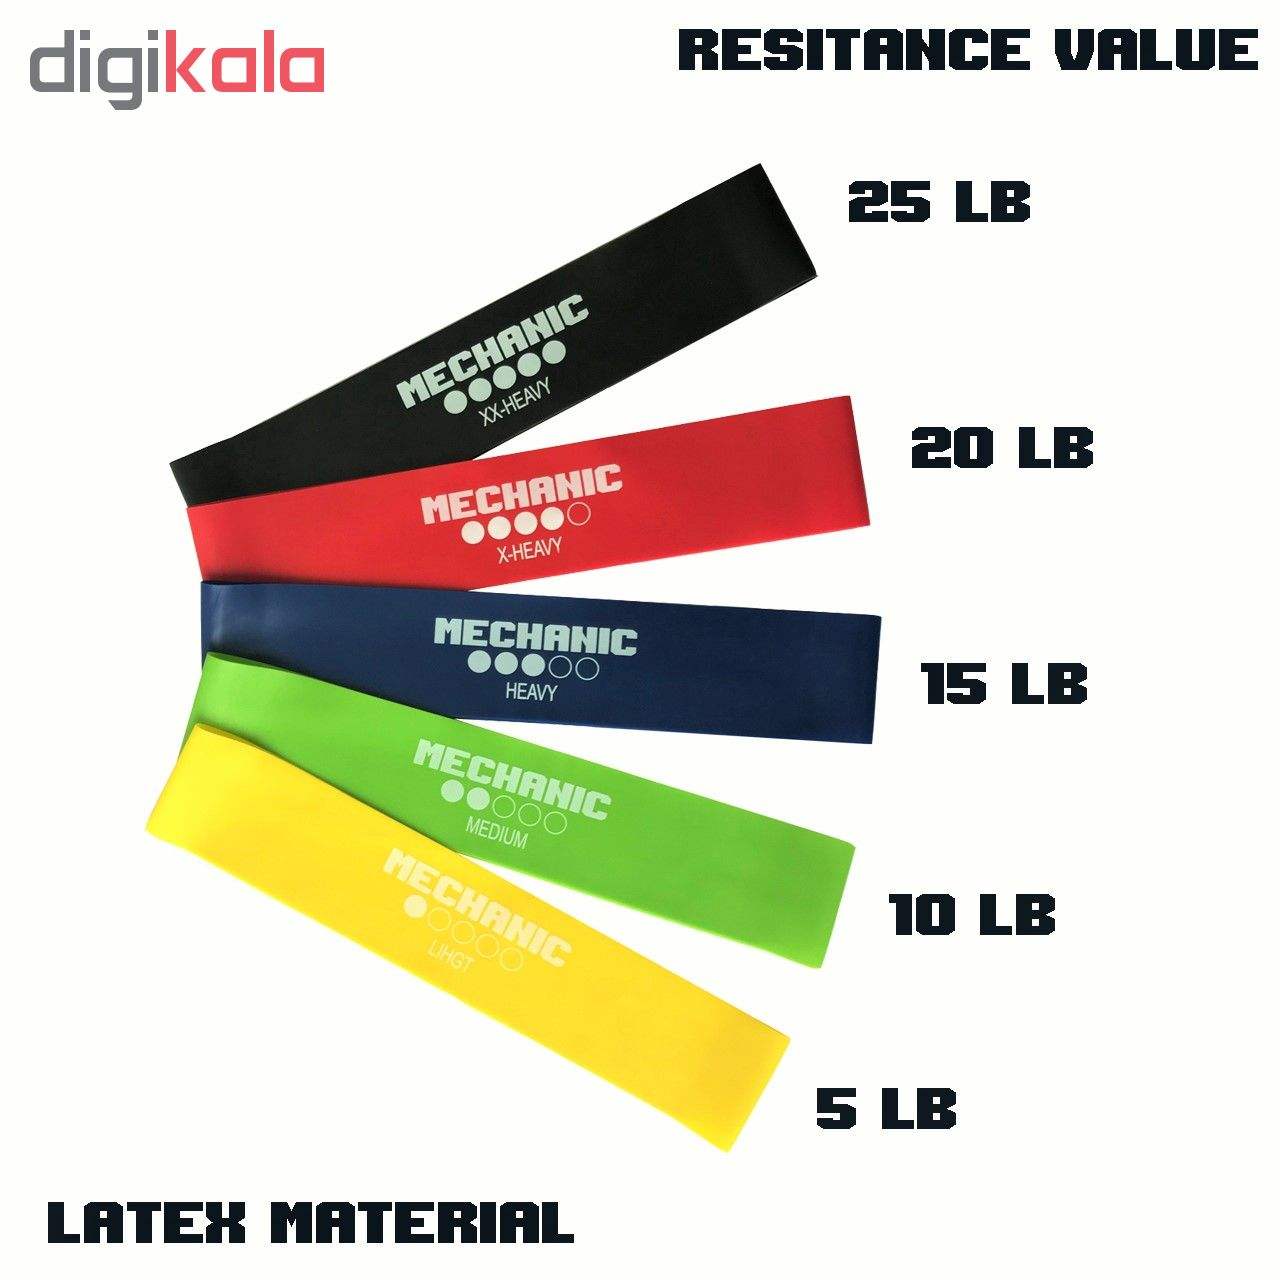 digikala
RESITANCE VALUE
25 LB
MECHANIC
XX-HEAVY
20 LB
MECHANIC
X-HEAVY
15 LB
MECHANIC
HEAVY
10 LB
MECHANIC
MEDIUM
5 LB
MECHANIC
LIHGT
LATEX MATERIAL